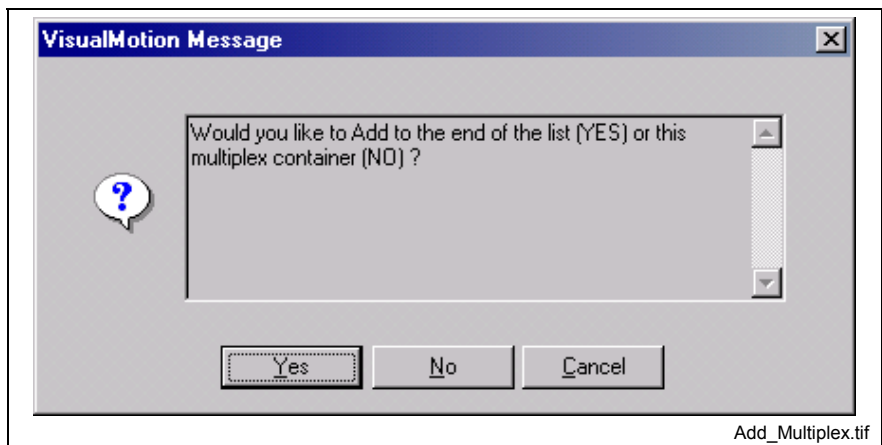 VisualMotion Message
Would you like to Add to the end of the list (YES) or this
multiplex container (NO) ?
Yes No Cancel
Add_Multiplex.tif